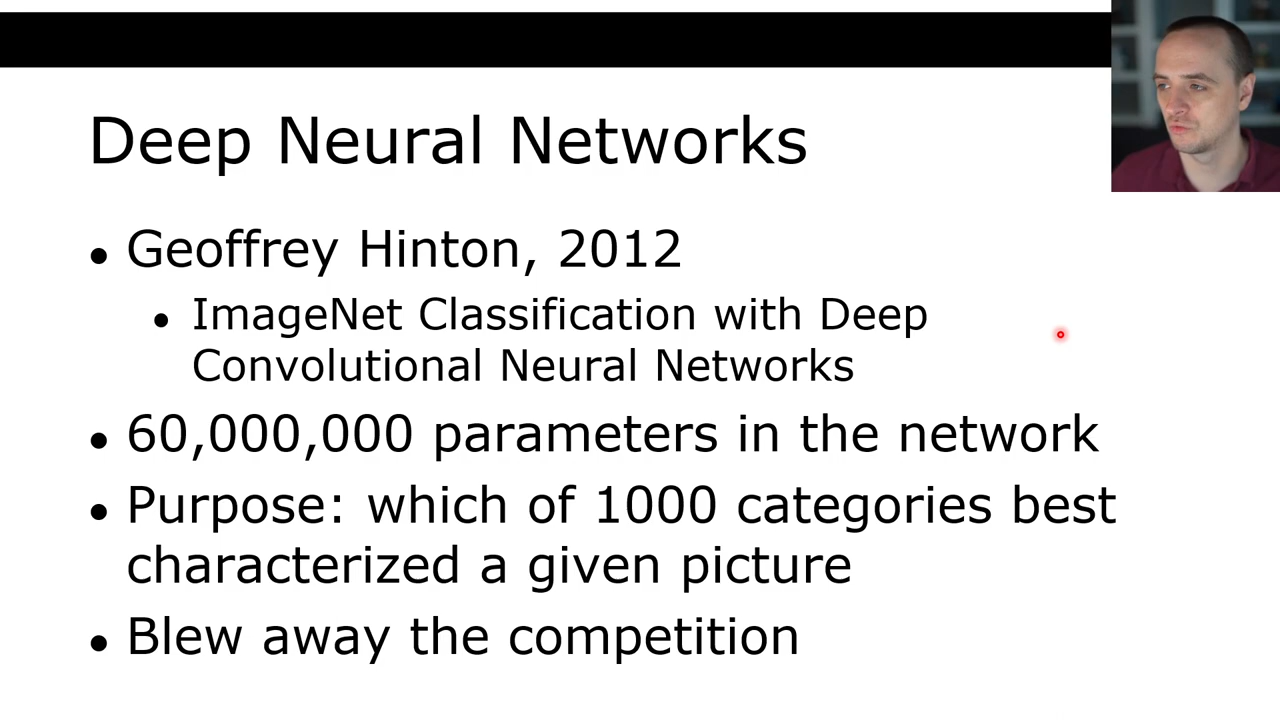 Deep Neural Networks
• Geoffrey Hinton, 2012
• ImageNet Classification with Deep
Convolutional Neural Networks
• 60,000,000 parameters in the network
• Purpose: which of 1000 categories best
characterized a given picture
• Blew away the competition